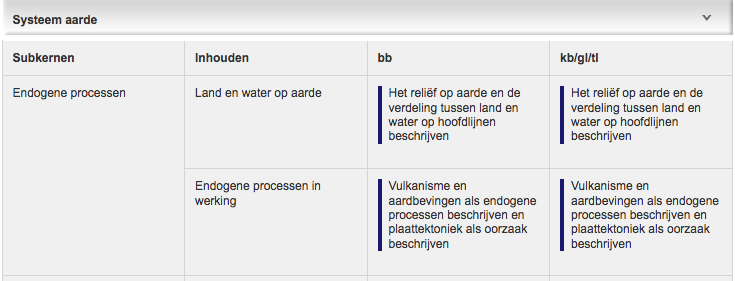 Systeem aarde
Subkernen
Inhouden
bb
kb/gl/tl
Endogene processen
Land en water op aarde
Het reliëf op aarde en de
verdeling tussen land en
water op hoofdlijnen
beschrijven
Het reliëf op aarde en de
verdeling tussen land en
water op hoofdlijnen
beschrijven
Endogene processen in
werking
Vulkanisme en
aardbevingen als endogene
processen beschrijven en
plaattektoniek als oorzaak
beschrijven
Vulkanisme en
aardbevingen als endogene
processen beschrijven en
plaattektoniek als oorzaak
beschrijven